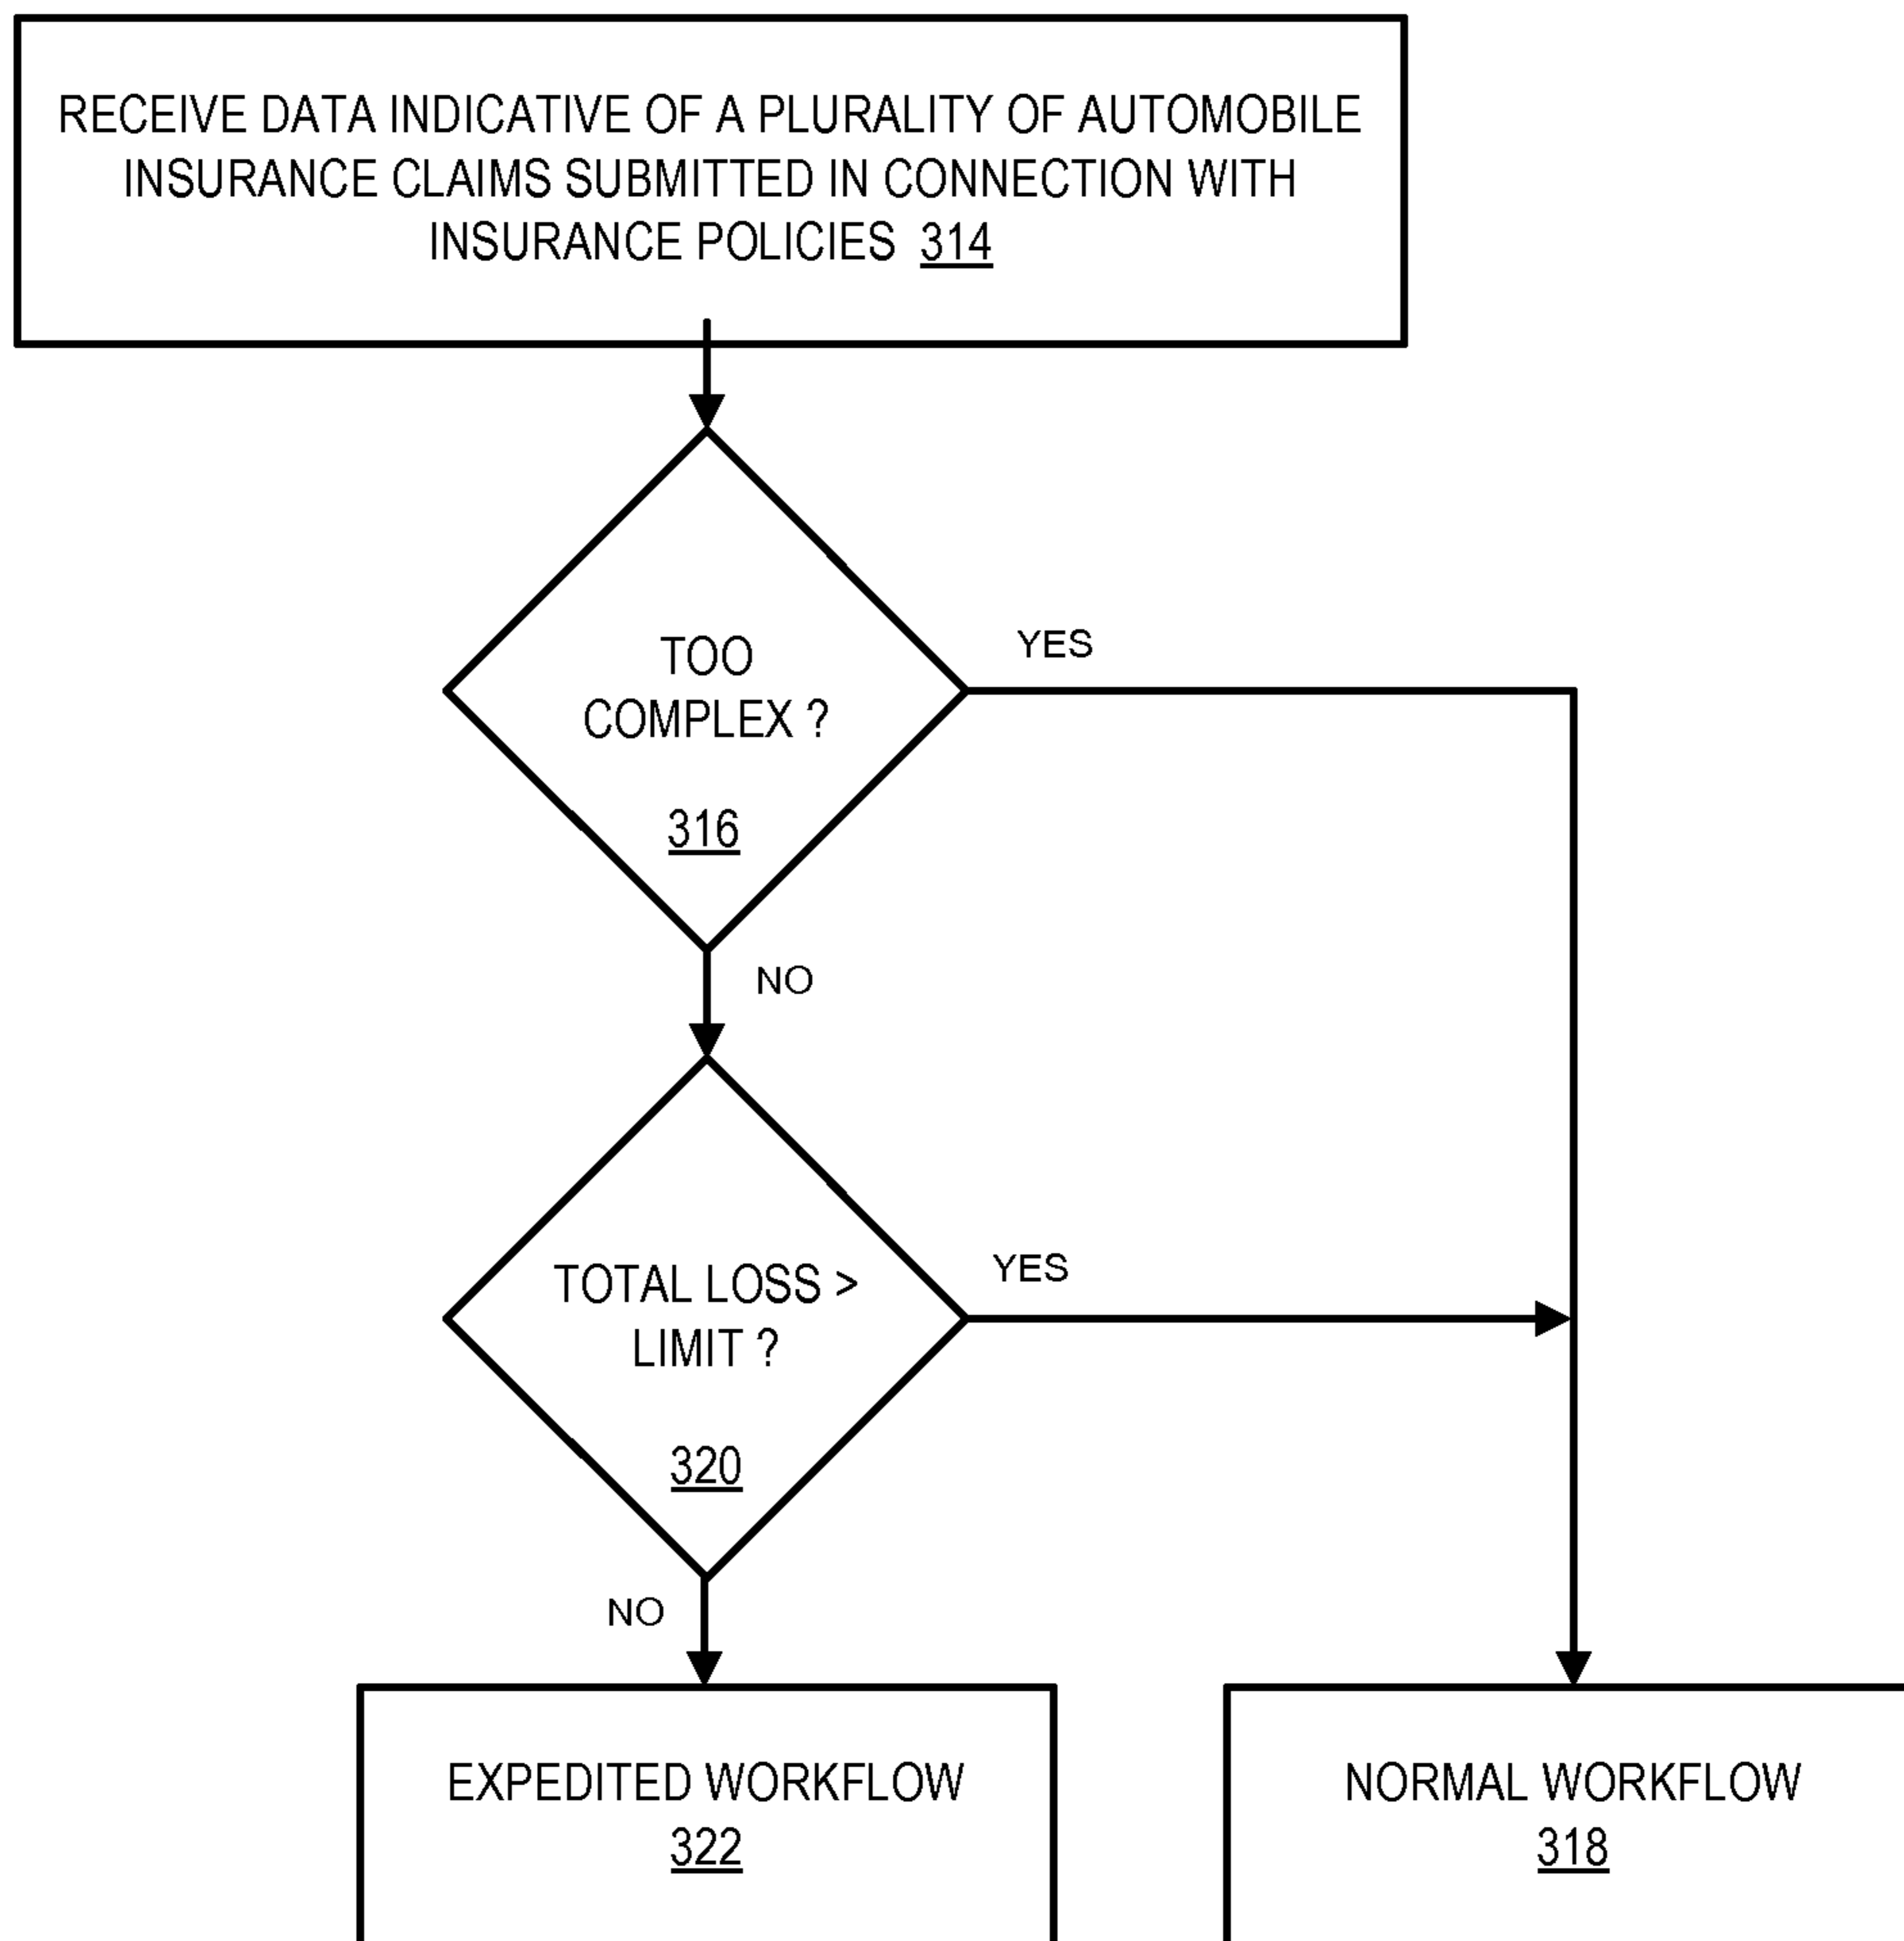 RECEIVE DATA INDICATIVE OF A PLURALITY OF AUTOMOBILE
INSURANCE CLAIMS SUBMITTED IN CONNECTION WITH
INSURANCE POLICIES 314
TOO
COMPLEX ?
316
YES
NO
TOTAL LOSS >
LIMIT ?
320
YES
NO
EXPEDITED WORKFLOW
322
NORMAL WORKFLOW
318